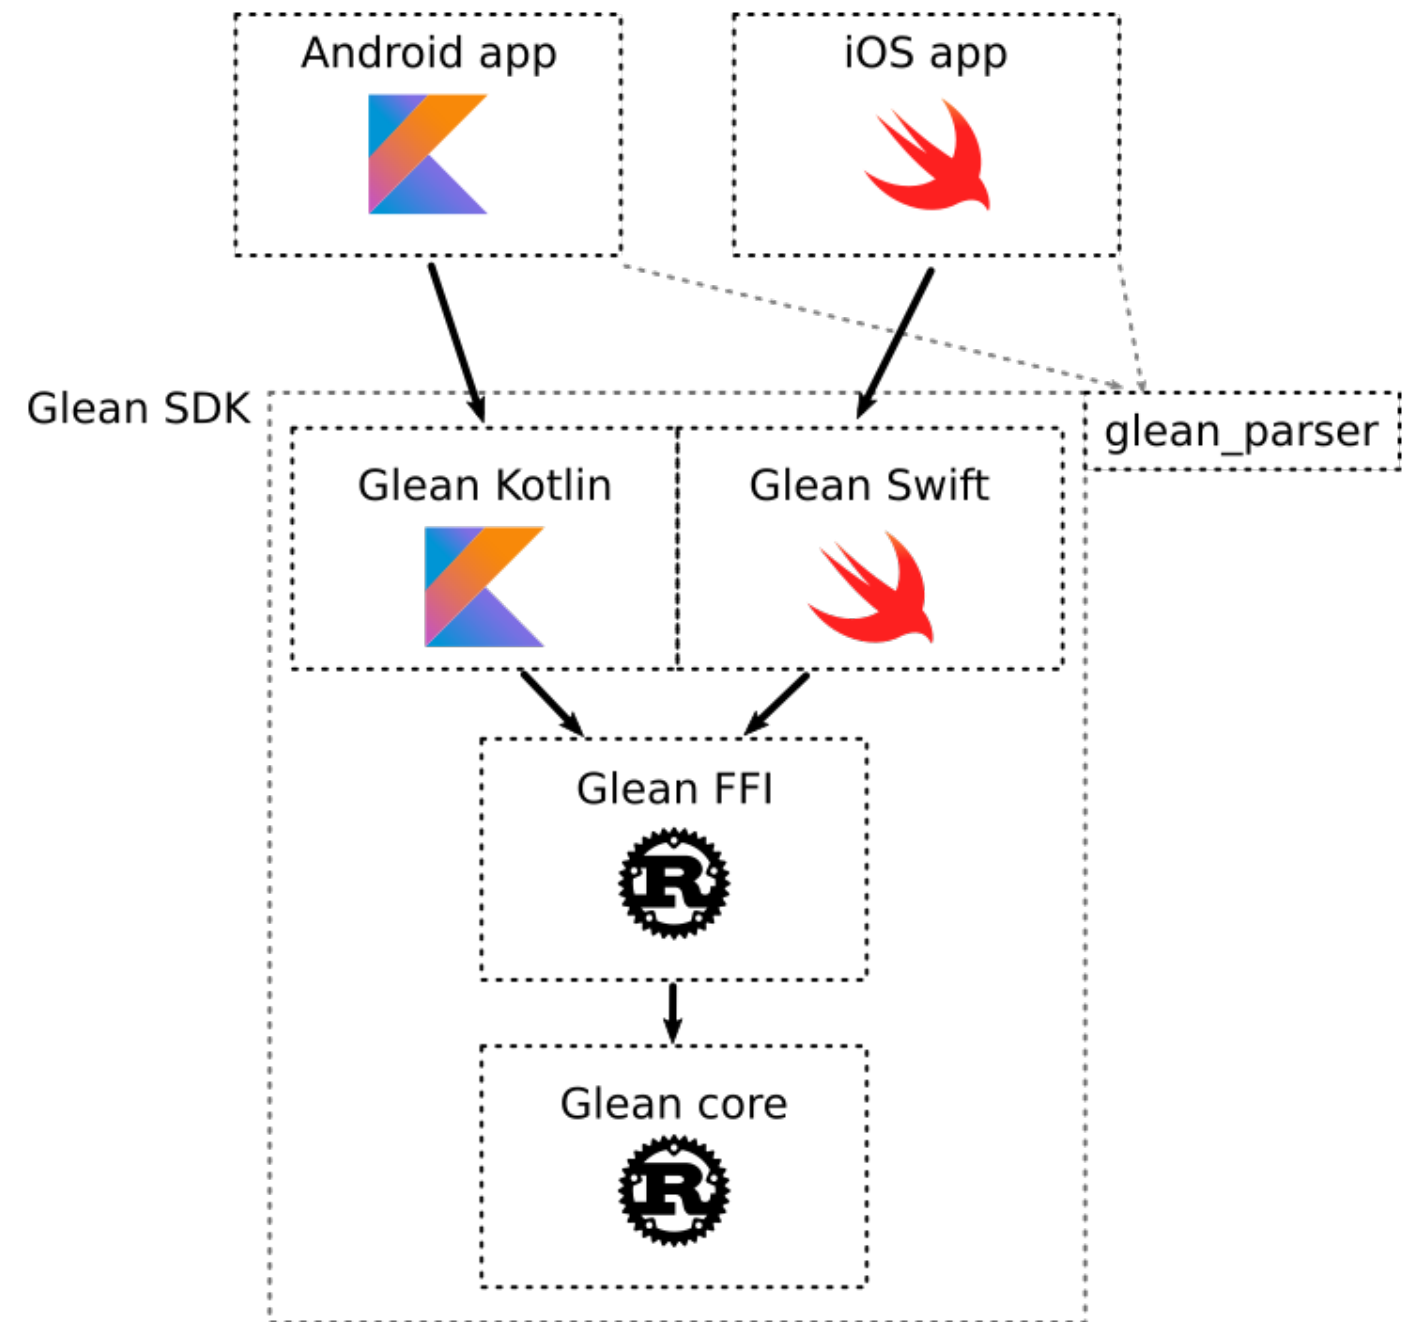 Android app
iOS app
Glean SDK
glean_parser
Glean Kotlin
Glean Swift
Glean FFI
R
Glean core
R